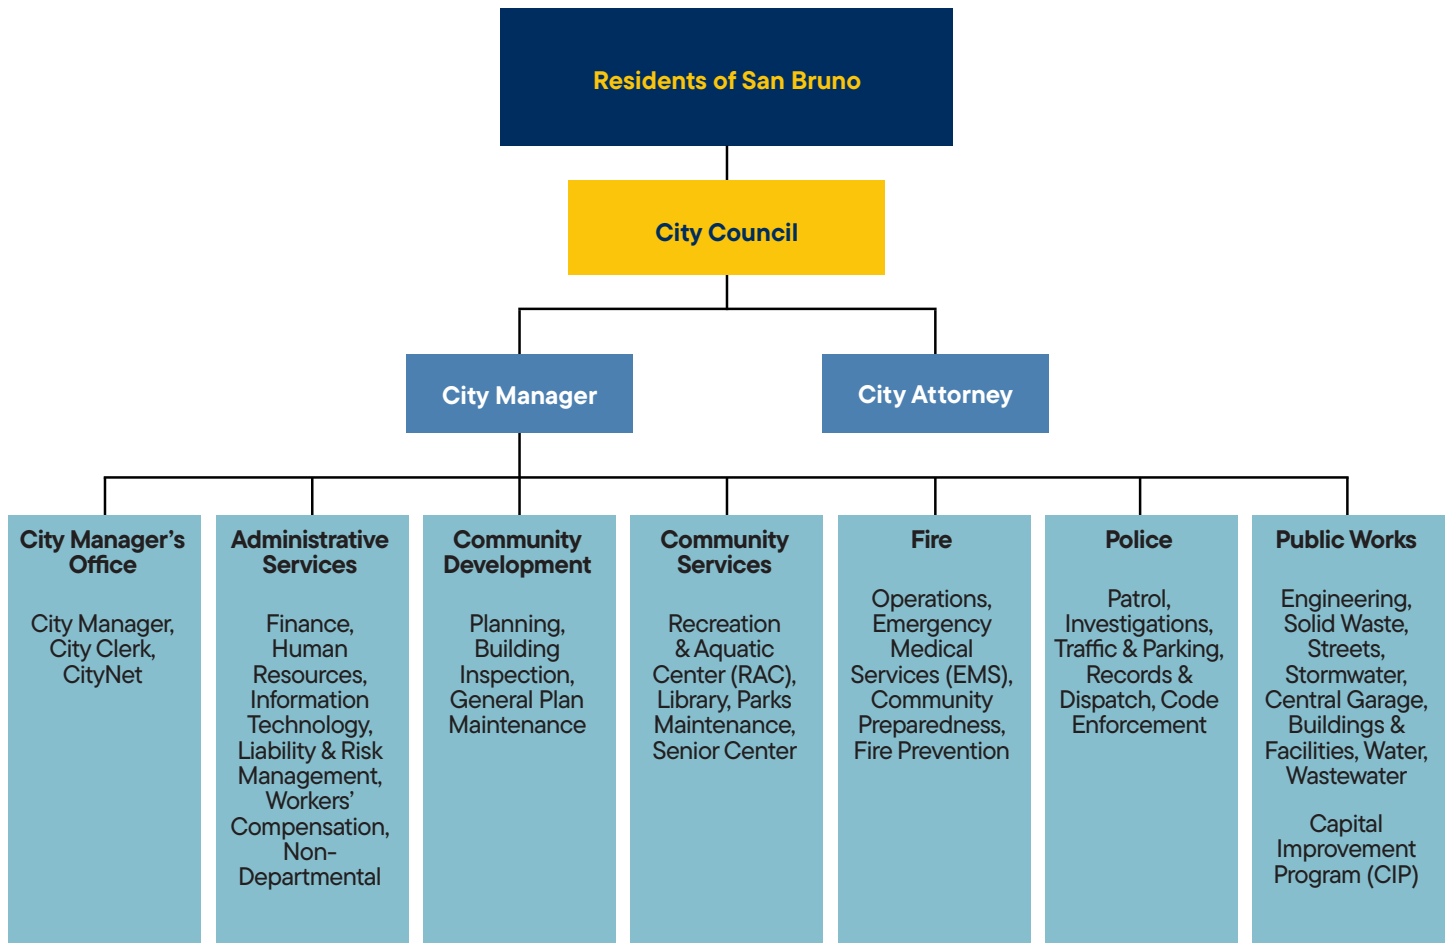 Residents of San Bruno
City Council
City Manager
City Attorney
City Manager’s
Office
City Manager,
City Clerk,
CityNet
Administrative
Services
Finance,
Human
Resources,
Information
Technology,
Liability & Risk
Management,
Workers’
Compensation,
Non-
Departmental
Community
Development
Planning,
Building
Inspection,
General Plan
Maintenance
Community
Services
Recreation
& Aquatic
Center (RAC),
Library, Parks
Maintenance,
Senior Center
Fire
Operations,
Emergency
Medical
Services (EMS),
Community
Preparedness,
Fire Prevention
Police
Patrol,
Investigations,
Traffic & Parking,
Records &
Dispatch, Code
Enforcement
Public Works
Engineering,
Solid Waste,
Streets,
Stormwater,
Central Garage,
Buildings &
Facilities, Water,
Wastewater
Capital
Improvement
Program (CIP)